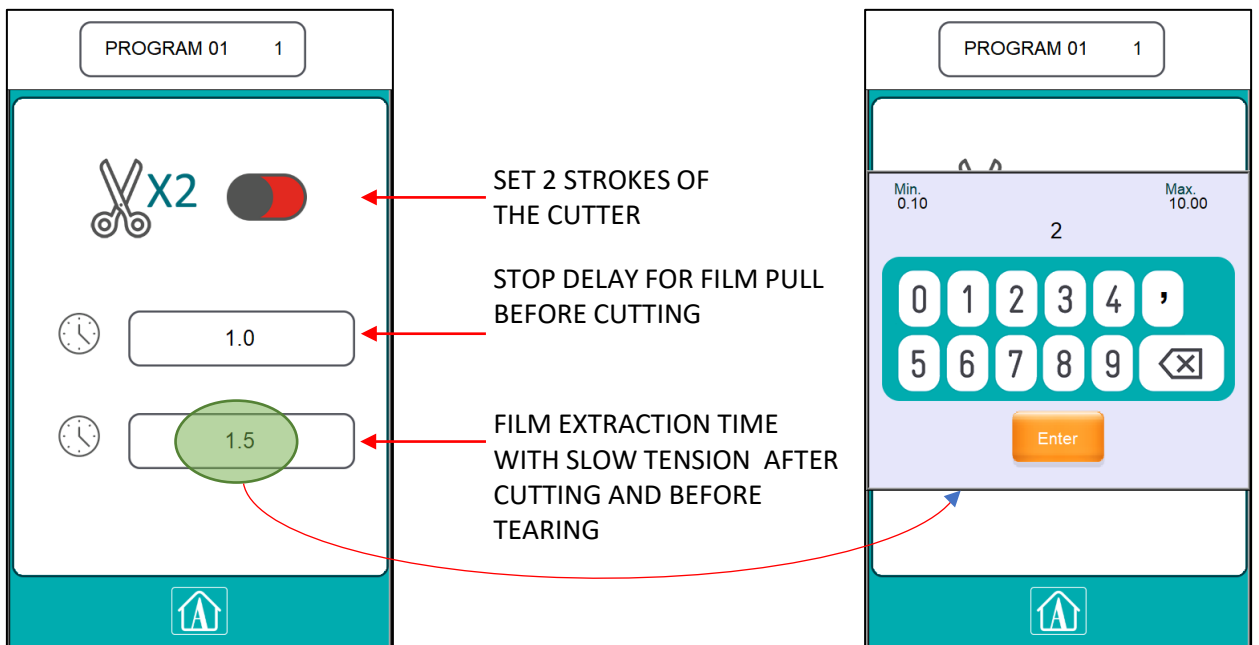 PROGRAM 01 1
X2
1.0
1.5
A
SET 2 STROKES OF
THE CUTTER
STOP DELAY FOR FILM PULL
BEFORE CUTTING
FILM EXTRACTION TIME
WITH SLOW TENSION AFTER
CUTTING AND BEFORE
TEARING
PROGRAM 01 1
Min. Max.
0.10 10.00
2
0 1 2 3 4 ,
5 6 7 8 9
Enter
A